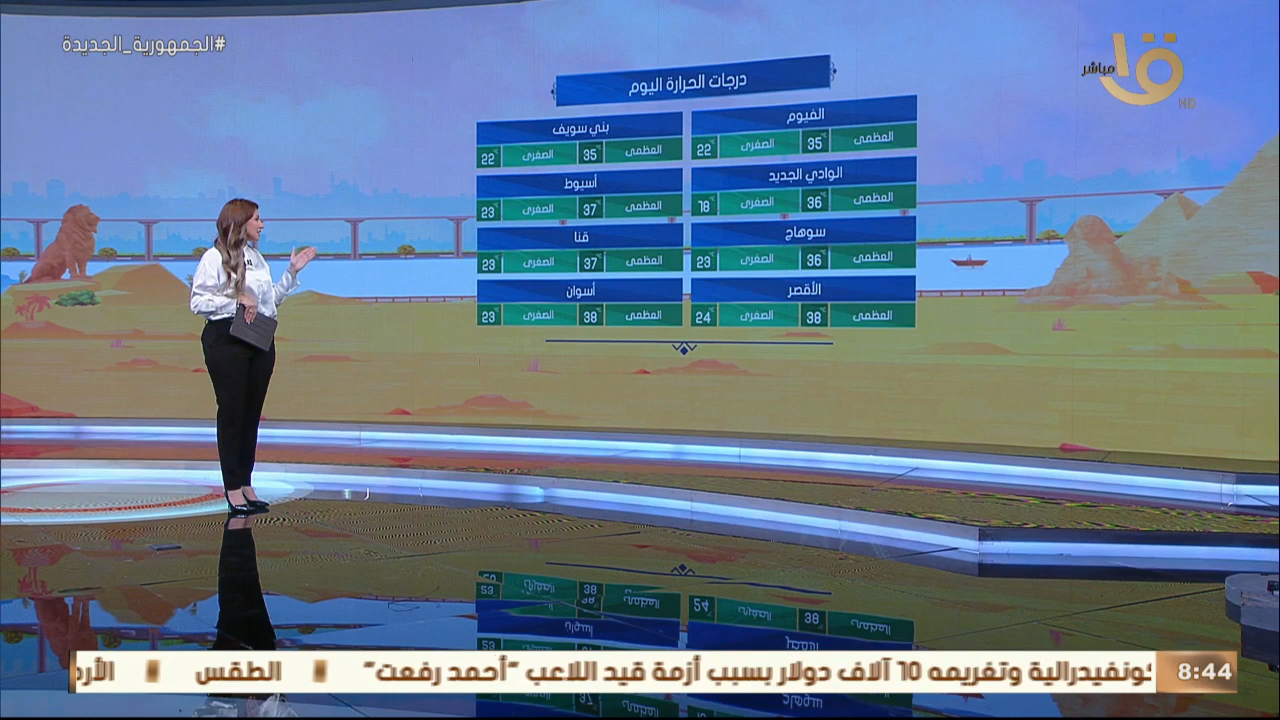 #الجمهورية_الجديدة
مباشر
HD
درجات الحرارة اليوم
الفيوم
العظمى 35 الصغرى 22
بني سويف
العظمى 35 الصغرى 22
الوادي الجديد
العظمى 36 الصغرى 18
أسيوط
العظمى 37 الصغرى 23
سوهاج
العظمى 36 الصغرى 23
قنا
العظمى 37 الصغرى 23
الأقصر
العظمى 38 الصغرى 24
أسوان
العظمى 38 الصغرى 23
8:44
كونفيدرالية وتغريمه 10 آلاف دولار بسبب أزمة قيد اللاعب "أحمد رفعت" الطقس